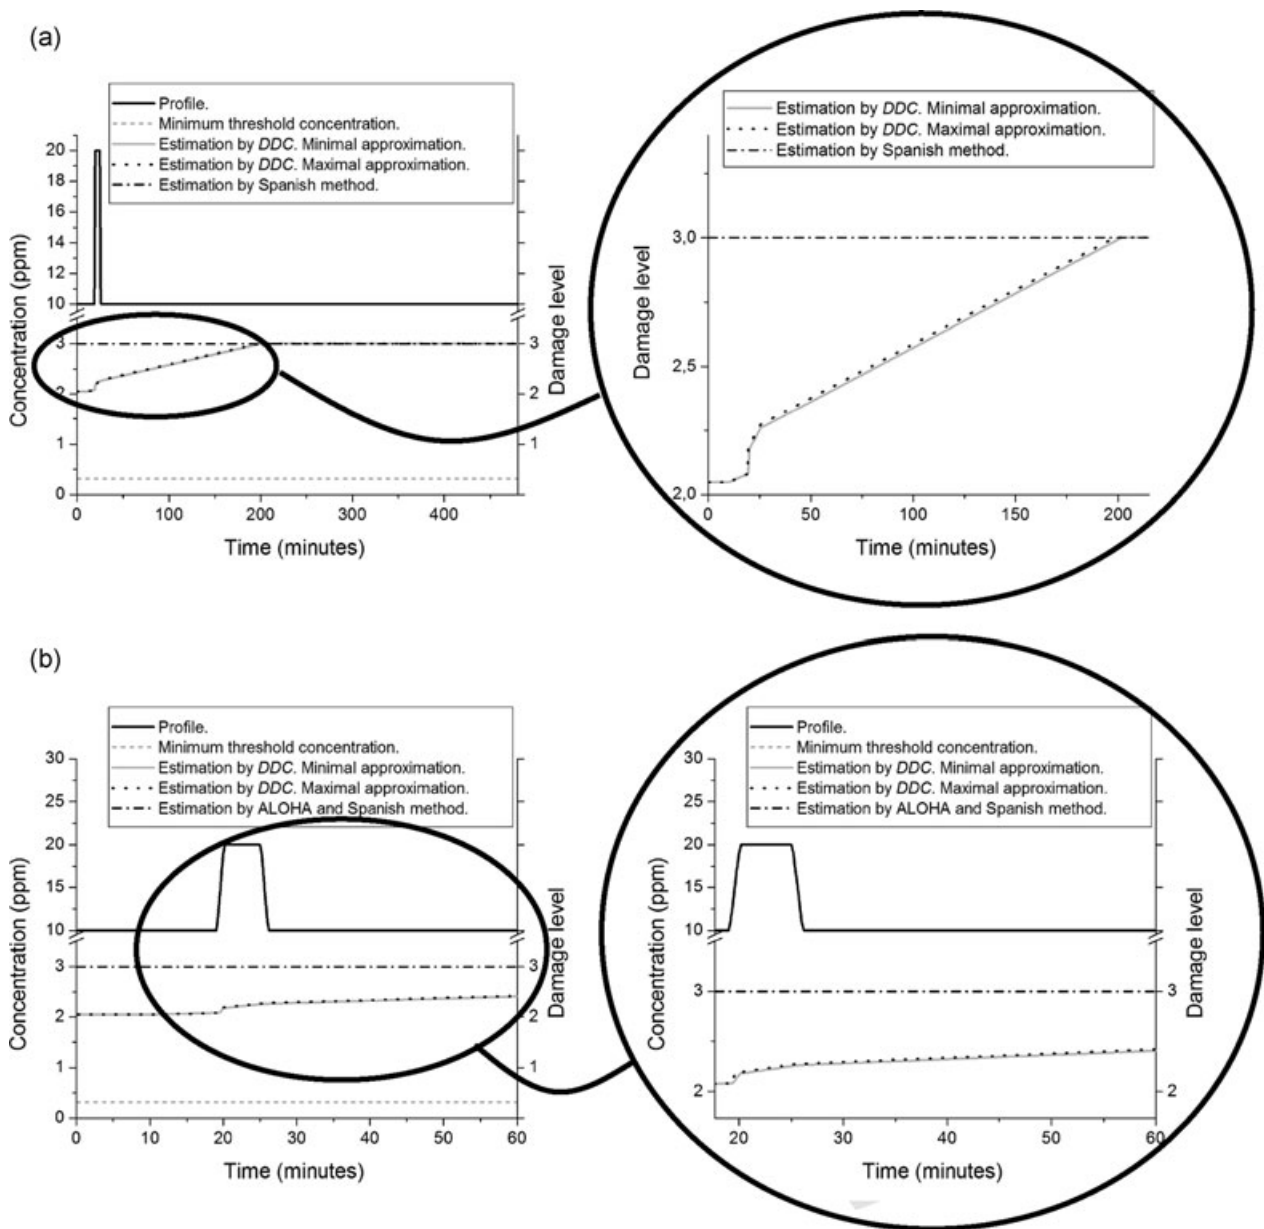 (a)
Profile.
Minimum threshold concentration.
Estimation by DDC. Minimal approximation.
Estimation by DDC. Maximal approximation.
Estimation by Spanish method.
Concentration (ppm)
20
18
16
14
12
10
3
2
1
0
Damage level
3
2
1
0
0 100 200 300 400
Time (minutes)
Estimation by DDC. Minimal approximation.
Estimation by DDC. Maximal approximation.
Estimation by Spanish method.
Damage level
3,0
2,5
2,0
0 50 100 150 200
Time (minutes)
(b)
Profile.
Minimum threshold concentration.
Estimation by DDC. Minimal approximation.
Estimation by DDC. Maximal approximation.
Estimation by ALOHA and Spanish method.
Concentration (ppm)
30
25
20
15
10
3
2
1
0
Damage level
3
2
1
0 10 20 30 40 50 60
Time (minutes)
Profile.
Minimum threshold concentration.
Estimation by DDC. Minimal approximation.
Estimation by DDC. Maximal approximation.
Estimation by ALOHA and Spanish method.
Concentration (ppm)
30
25
20
15
10
3
2
Damage level
3
2
20 30 40 50 60
Time (minutes)